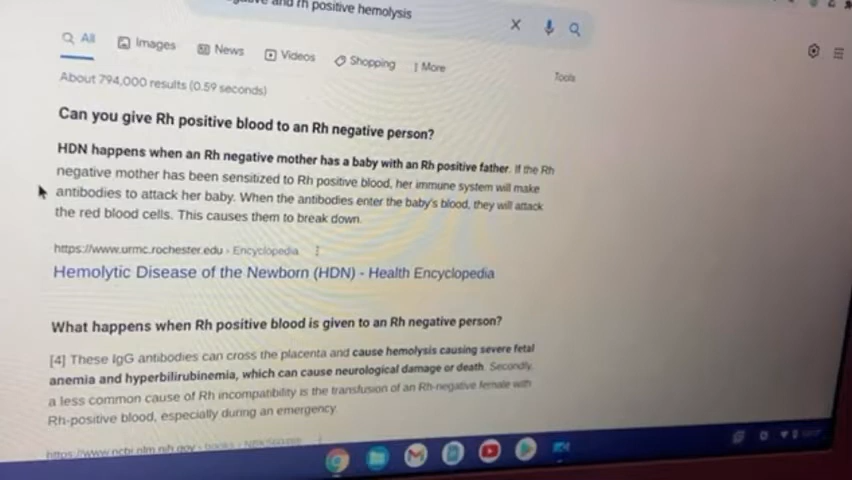 and rh positive hemolysis
All Images News Videos Shopping More
Tools
About 794,000 results (0.59 seconds)
Can you give Rh positive blood to an Rh negative person?
HDN happens when an Rh negative mother has a baby with an Rh positive father. If the Rh
negative mother has been sensitized to Rh positive blood, her immune system will make
antibodies to attack her baby. When the antibodies enter the baby's blood, they will attack
the red blood cells. This causes them to break down.
https://www.urmc.rochester.edu › Encyclopedia
Hemolytic Disease of the Newborn (HDN) - Health Encyclopedia
What happens when Rh positive blood is given to an Rh negative person?
[4] These IgG antibodies can cross the placenta and cause hemolysis causing severe fetal
anemia and hyperbilirubinemia, which can cause neurological damage or death. Secondly,
a less common cause of Rh incompatibility is the transfusion of an Rh-negative female with
Rh-positive blood, especially during an emergency.
https://www.ncbi.nlm.nih.gov › books